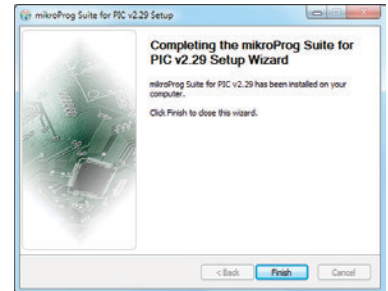 mikroProg Suite for PIC v2.29 Setup
Completing the mikroProg Suite for
PIC v2.29 Setup Wizard
mikroProg Suite for PIC v2.29 has been installed on your
computer.
Click Finish to close this wizard.
< Back
Finish
Cancel